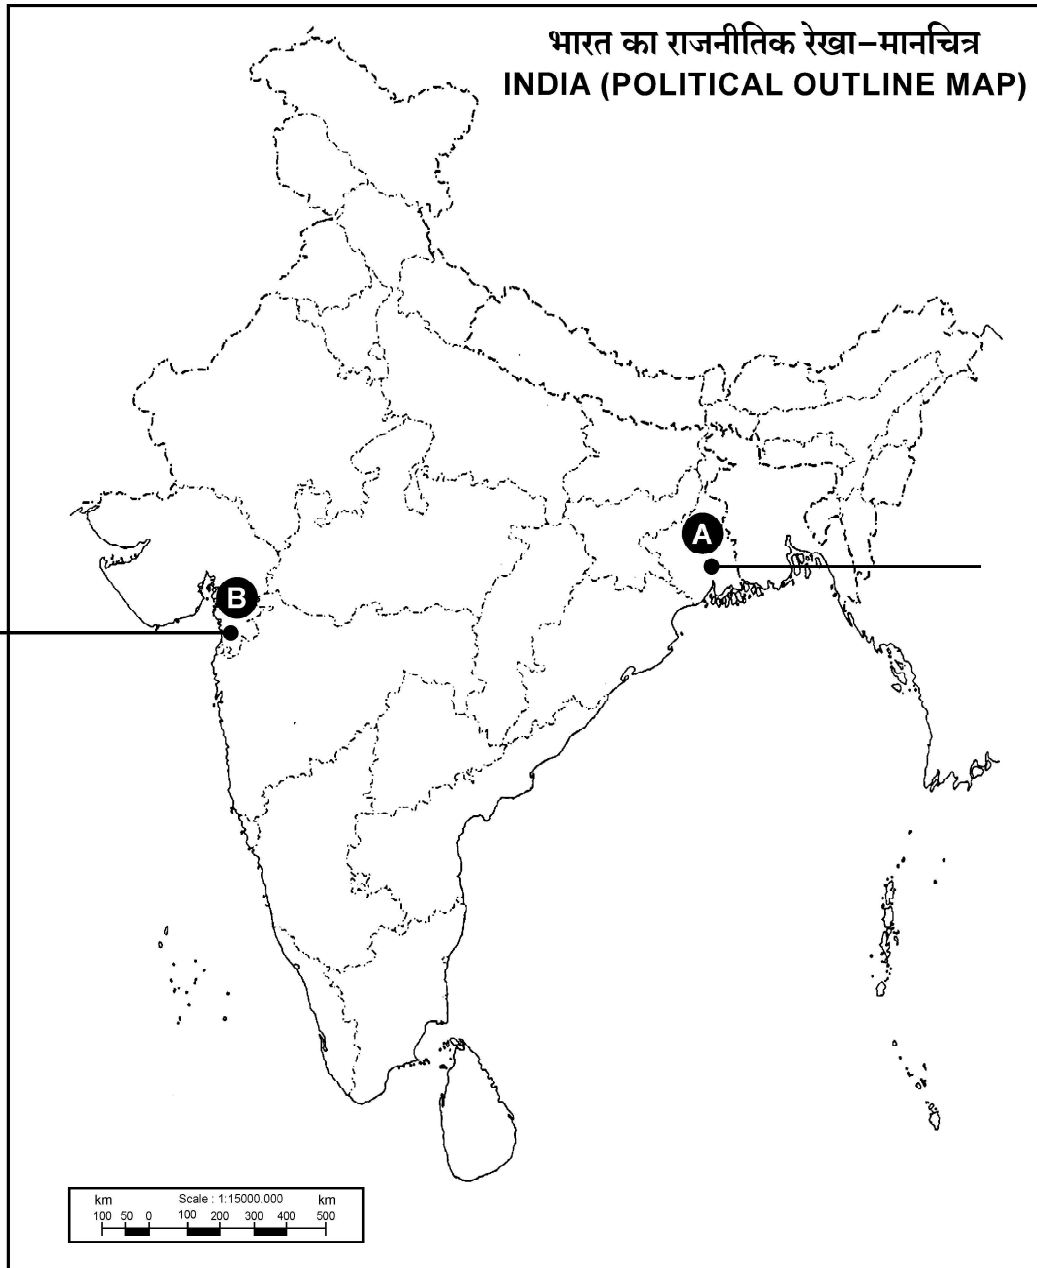 भारत का राजनीतिक रेखा–मानचित्र
INDIA (POLITICAL OUTLINE MAP)
A
B
km Scale : 1:15000.000 km
100 50 0 100 200 300 400 500